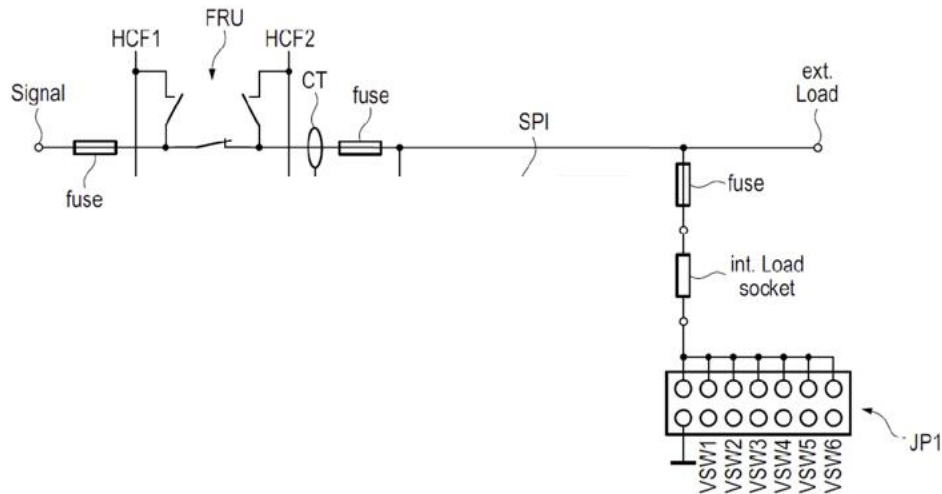 FRU
HCF1
HCF2
CT
Signal
fuse
fuse
SPI
ext.
Load
fuse
int. Load
socket
JP1
VSW1
VSW2
VSW3
VSW4
VSW5
VSW6